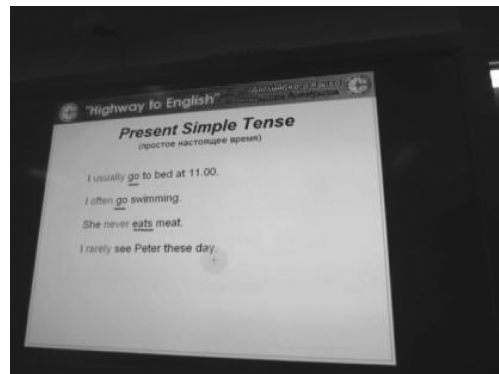 "Highway to English"
Present Simple Tense
(простое настоящее время)
I usually go to bed at 11.00.
I often go swimming.
She never eats meat.
I rarely see Peter these day.